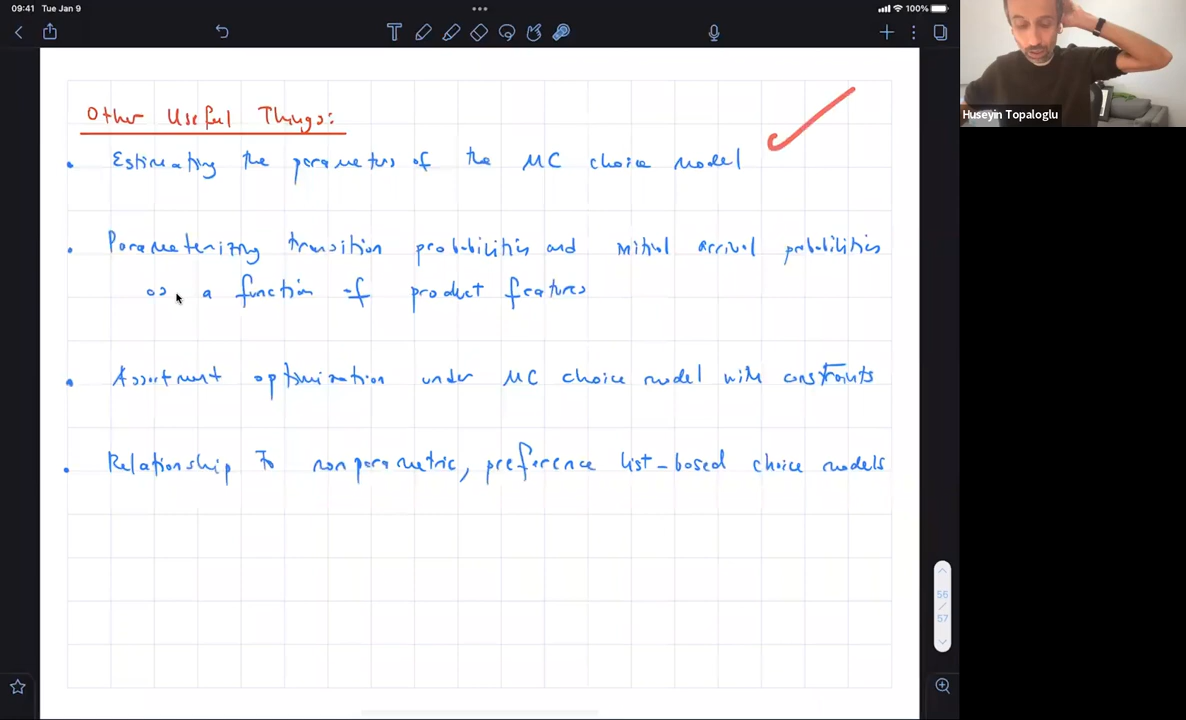 09:41 Tue Jan 9
100%
Huseyin Topaloglu
Other Useful Things:
• Estimating the parameters of the MC choice model
• Parameterizing transition probabilities and initial arrival probabilities
as a function of product features
• Assortment optimization under MC choice model with constraints
• Relationship to nonparametric, preference list-based choice models
56
/
57